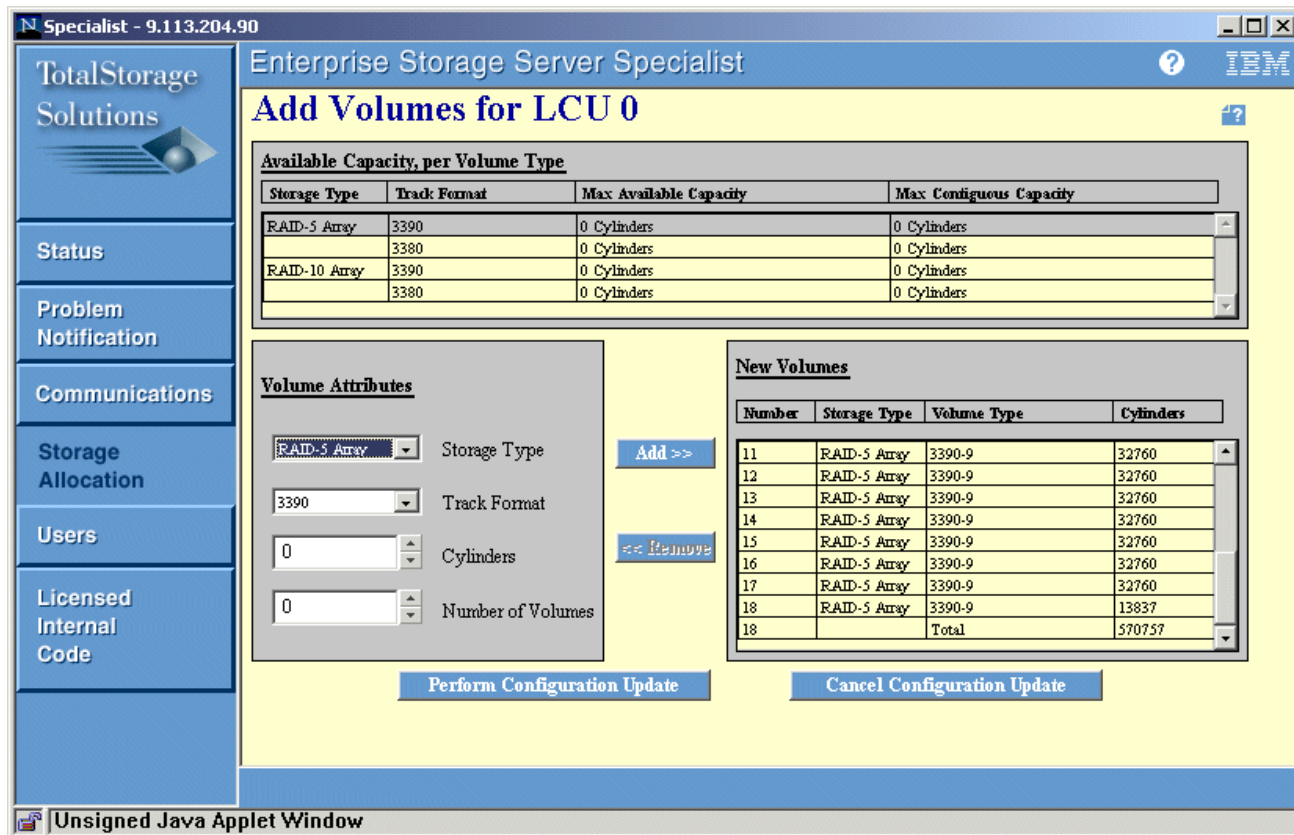 Specialist - 9.113.204.90
TotalStorage
Solutions
Enterprise Storage Server Specialist
IBM
Add Volumes for LCU 0
Available Capacity, per Volume Type
Storage Type Track Format Max Available Capacity Max Contiguous Capacity
RAID-5 Array 3390 0 Cylinders 0 Cylinders
3380 0 Cylinders 0 Cylinders
RAID-10 Array 3390 0 Cylinders 0 Cylinders
3380 0 Cylinders 0 Cylinders
Status
Problem
Notification
Communications
Storage
Allocation
Users
Licensed
Internal
Code
Volume Attributes
RAID-5 Array Storage Type
3390 Track Format
0 Cylinders
0 Number of Volumes
Add >>
<< Remove
New Volumes
Number Storage Type Volume Type Cylinders
11 RAID-5 Array 3390-9 32760
12 RAID-5 Array 3390-9 32760
13 RAID-5 Array 3390-9 32760
14 RAID-5 Array 3390-9 32760
15 RAID-5 Array 3390-9 32760
16 RAID-5 Array 3390-9 32760
17 RAID-5 Array 3390-9 32760
18 RAID-5 Array 3390-9 13837
18 Total 570757
Perform Configuration Update
Cancel Configuration Update
Unsigned Java Applet Window